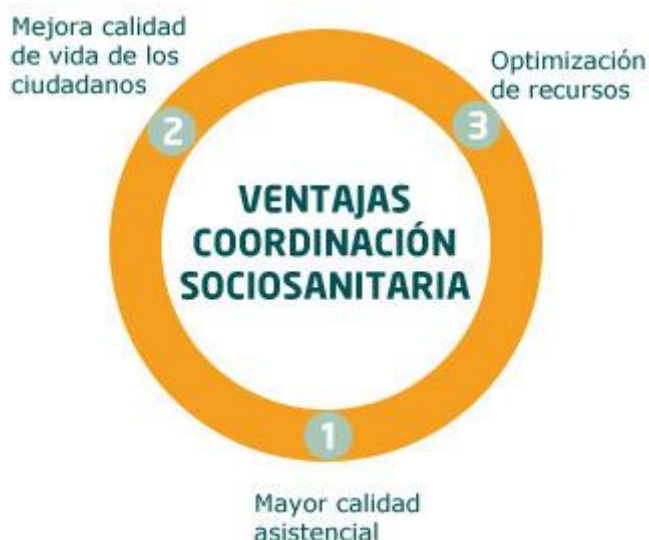 Mejora calidad
de vida de los
ciudadanos
2
Optimización
de recursos
3
VENTAJAS
COORDINACIÓN
SOCIOSANITARIA
1
Mayor calidad
asistencial